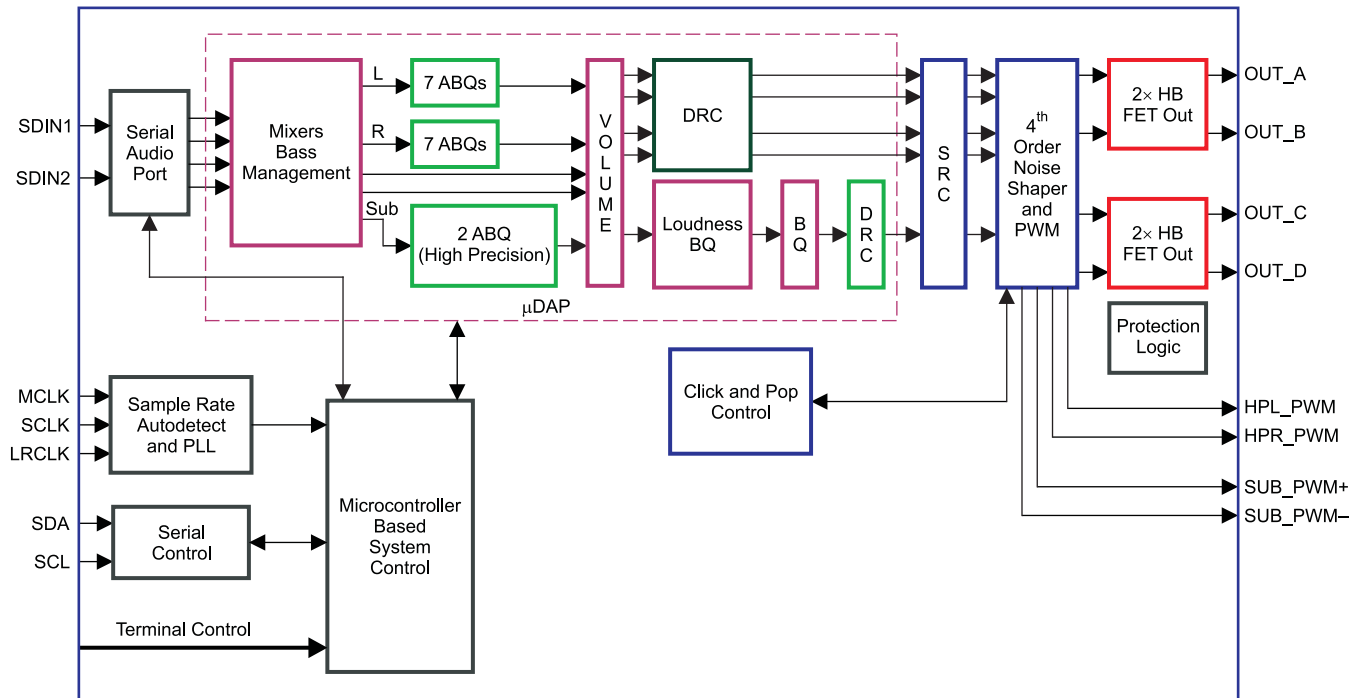 SDIN1
SDIN2
Serial
Audio
Port
Mixers
Bass
Management
L
R
Sub
7 ABQs
7 ABQs
2 ABQ
(High Precision)
V
O
L
U
M
E
DRC
Loudness
BQ
B
Q
D
R
C
μDAP
S
R
C
4th
Order
Noise
Shaper
and
PWM
2× HB
FET Out
2× HB
FET Out
OUT_A
OUT_B
OUT_C
OUT_D
Protection
Logic
Click and Pop
Control
HPL_PWM
HPR_PWM
SUB_PWM+
SUB_PWM–
MCLK
SCLK
LRCLK
Sample Rate
Autodetect
and PLL
SDA
SCL
Serial
Control
Microcontroller
Based
System
Control
Terminal Control